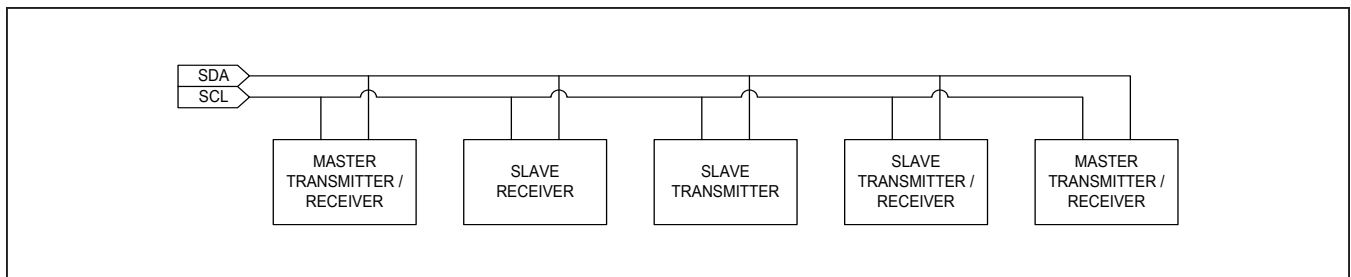 SDA
SCL
MASTER
TRANSMITTER /
RECEIVER
SLAVE
RECEIVER
SLAVE
TRANSMITTER
SLAVE
TRANSMITTER /
RECEIVER
MASTER
TRANSMITTER /
RECEIVER